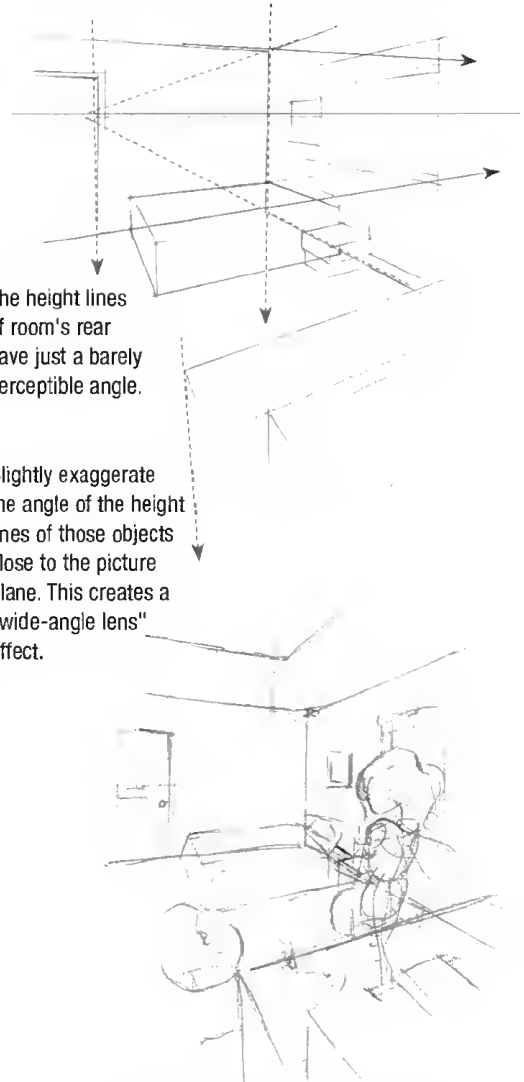 he height lines
f room's rear
ave just a barely
erceptible angle.
lightly exaggerate
he angle of the height
nes of those objects
lose to the picture
lane. This creates a
wide-angle lens"
ffect.